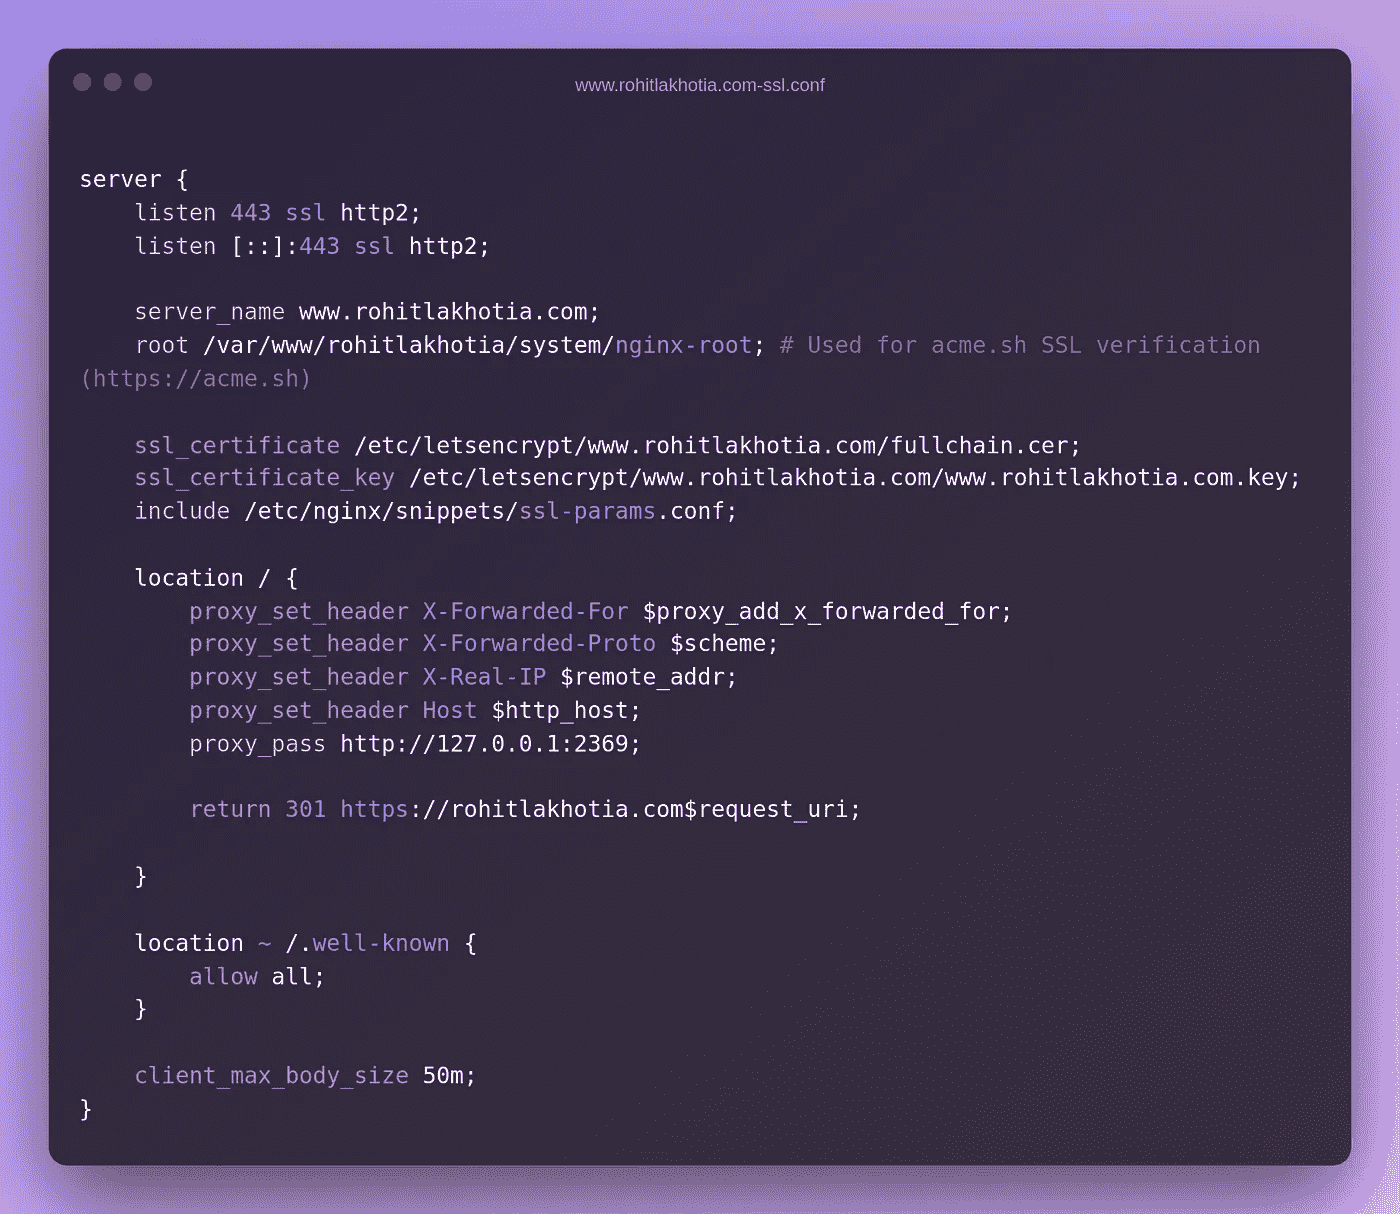 www.rohitlakhotia.com-ssl.conf
server {
    listen 443 ssl http2;
    listen [::]:443 ssl http2;

    server_name www.rohitlakhotia.com;
    root /var/www/rohitlakhotia/system/nginx-root; # Used for acme.sh SSL verification
(https://acme.sh)

    ssl_certificate /etc/letsencrypt/www.rohitlakhotia.com/fullchain.cer;
    ssl_certificate_key /etc/letsencrypt/www.rohitlakhotia.com/www.rohitlakhotia.com.key;
    include /etc/nginx/snippets/ssl-params.conf;

    location / {
        proxy_set_header X-Forwarded-For $proxy_add_x_forwarded_for;
        proxy_set_header X-Forwarded-Proto $scheme;
        proxy_set_header X-Real-IP $remote_addr;
        proxy_set_header Host $http_host;
        proxy_pass http://127.0.0.1:2369;

        return 301 https://rohitlakhotia.com$request_uri;

    }

    location ~ /.well-known {
        allow all;
    }

    client_max_body_size 50m;
}